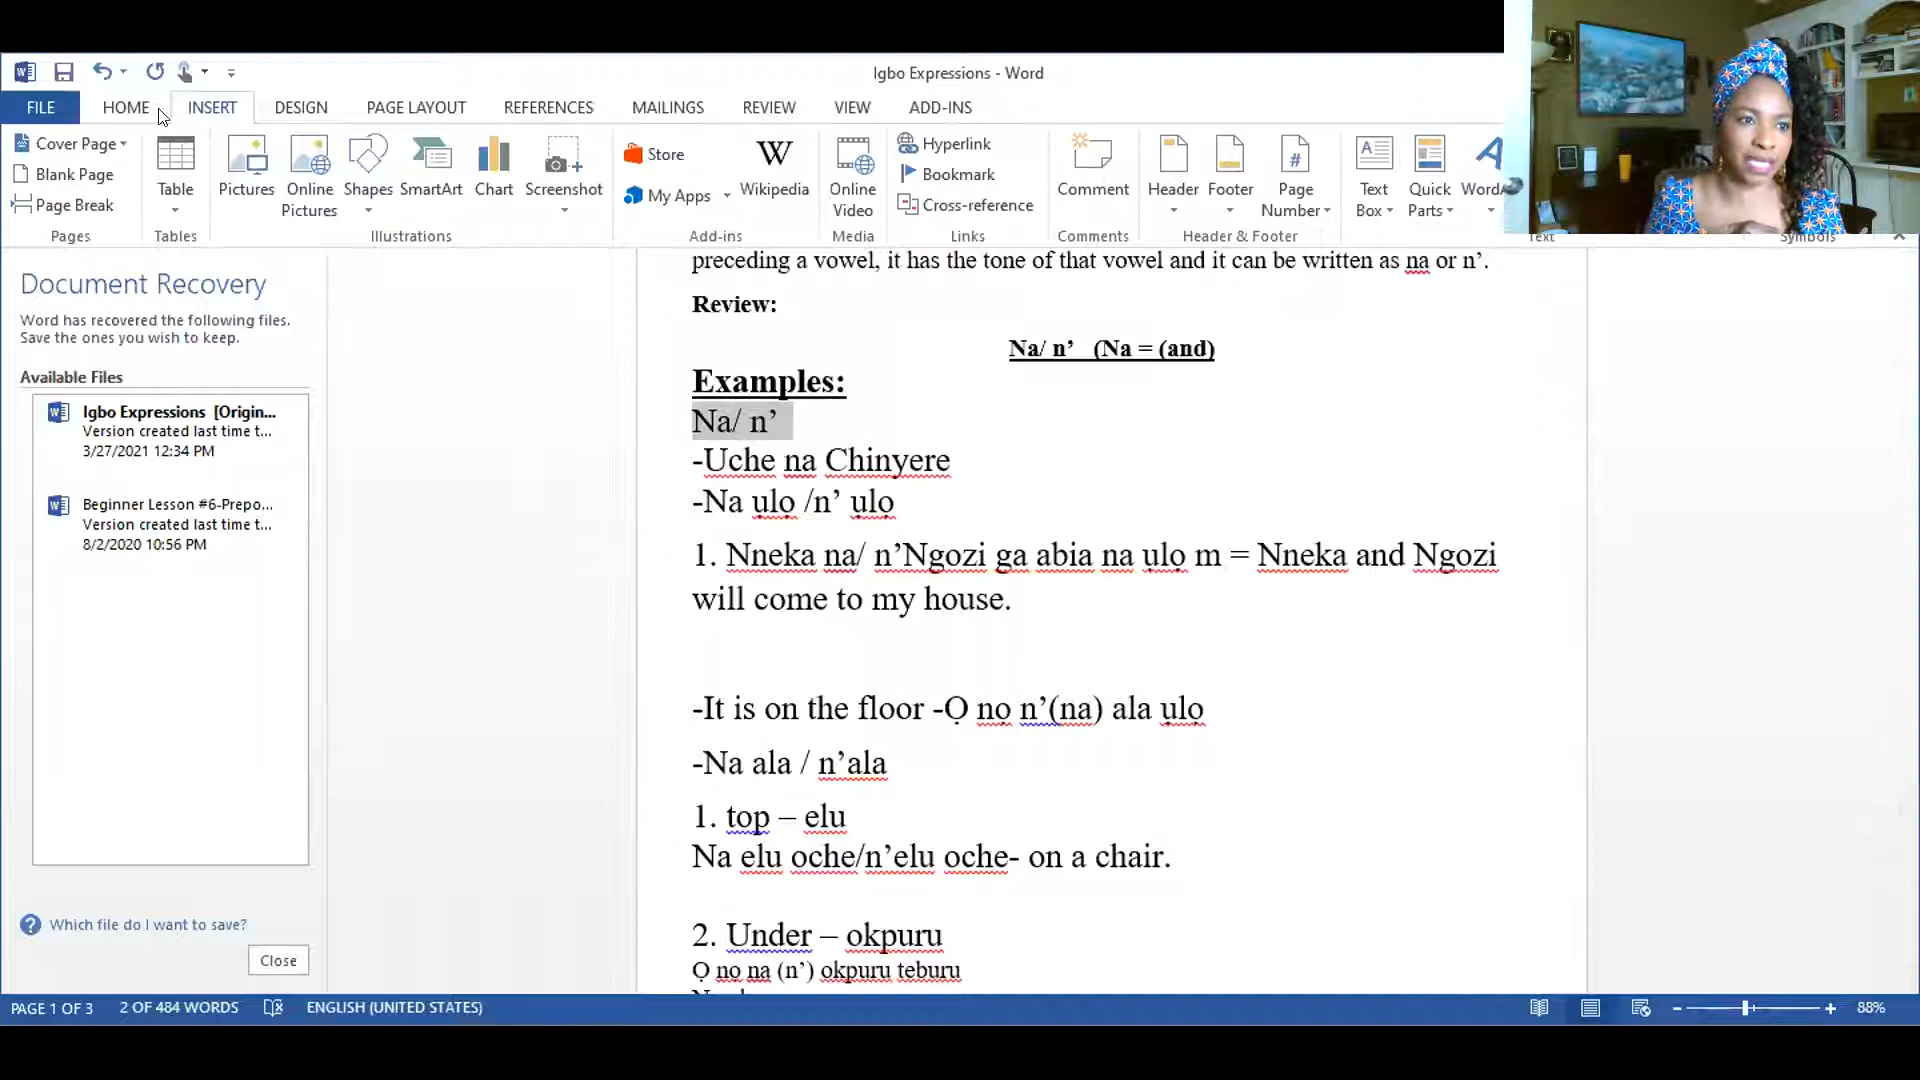 Igbo Expressions - Word
FILE HOME INSERT DESIGN PAGE LAYOUT REFERENCES MAILINGS REVIEW VIEW ADD-INS
Cover Page
Blank Page
Page Break
Pages
Table
Tables
Pictures
Online Pictures
Shapes
SmartArt
Chart
Screenshot
Illustrations
Store
My Apps
W
Wikipedia
Add-ins
Online Video
Media
Hyperlink
Bookmark
Cross-reference
Links
Comment
Comments
Header
Footer
Page Number
Header & Footer
Text Box
Quick Parts
Text
Symbols
Document Recovery
Word has recovered the following files.
Save the ones you wish to keep.
Available Files
Igbo Expressions [Origin...
Version created last time t...
3/27/2021 12:34 PM
Beginner Lesson #6-Prepo...
Version created last time t...
8/2/2020 10:56 PM
Which file do I want to save?
Close
preceding a vowel, it has the tone of that vowel and it can be written as na or n’.
Review:
Na/ n’ (Na = (and)
Examples:
Na/ n’
-Uche na Chinyere
-Na ụlọ /n’ ụlọ
1. Nneka na/ n’Ngozi ga abia na ụlọ m = Nneka and Ngozi
will come to my house.
-It is on the floor -Ọ nọ n’(na) ala ụlọ
-Na ala / n’ala
1. top – elu
Na elu oche/n’elu oche- on a chair.
2. Under – okpuru
Ọ nọ na (n’) okpuru teburu
PAGE 1 OF 3 2 OF 484 WORDS ENGLISH (UNITED STATES) 88%